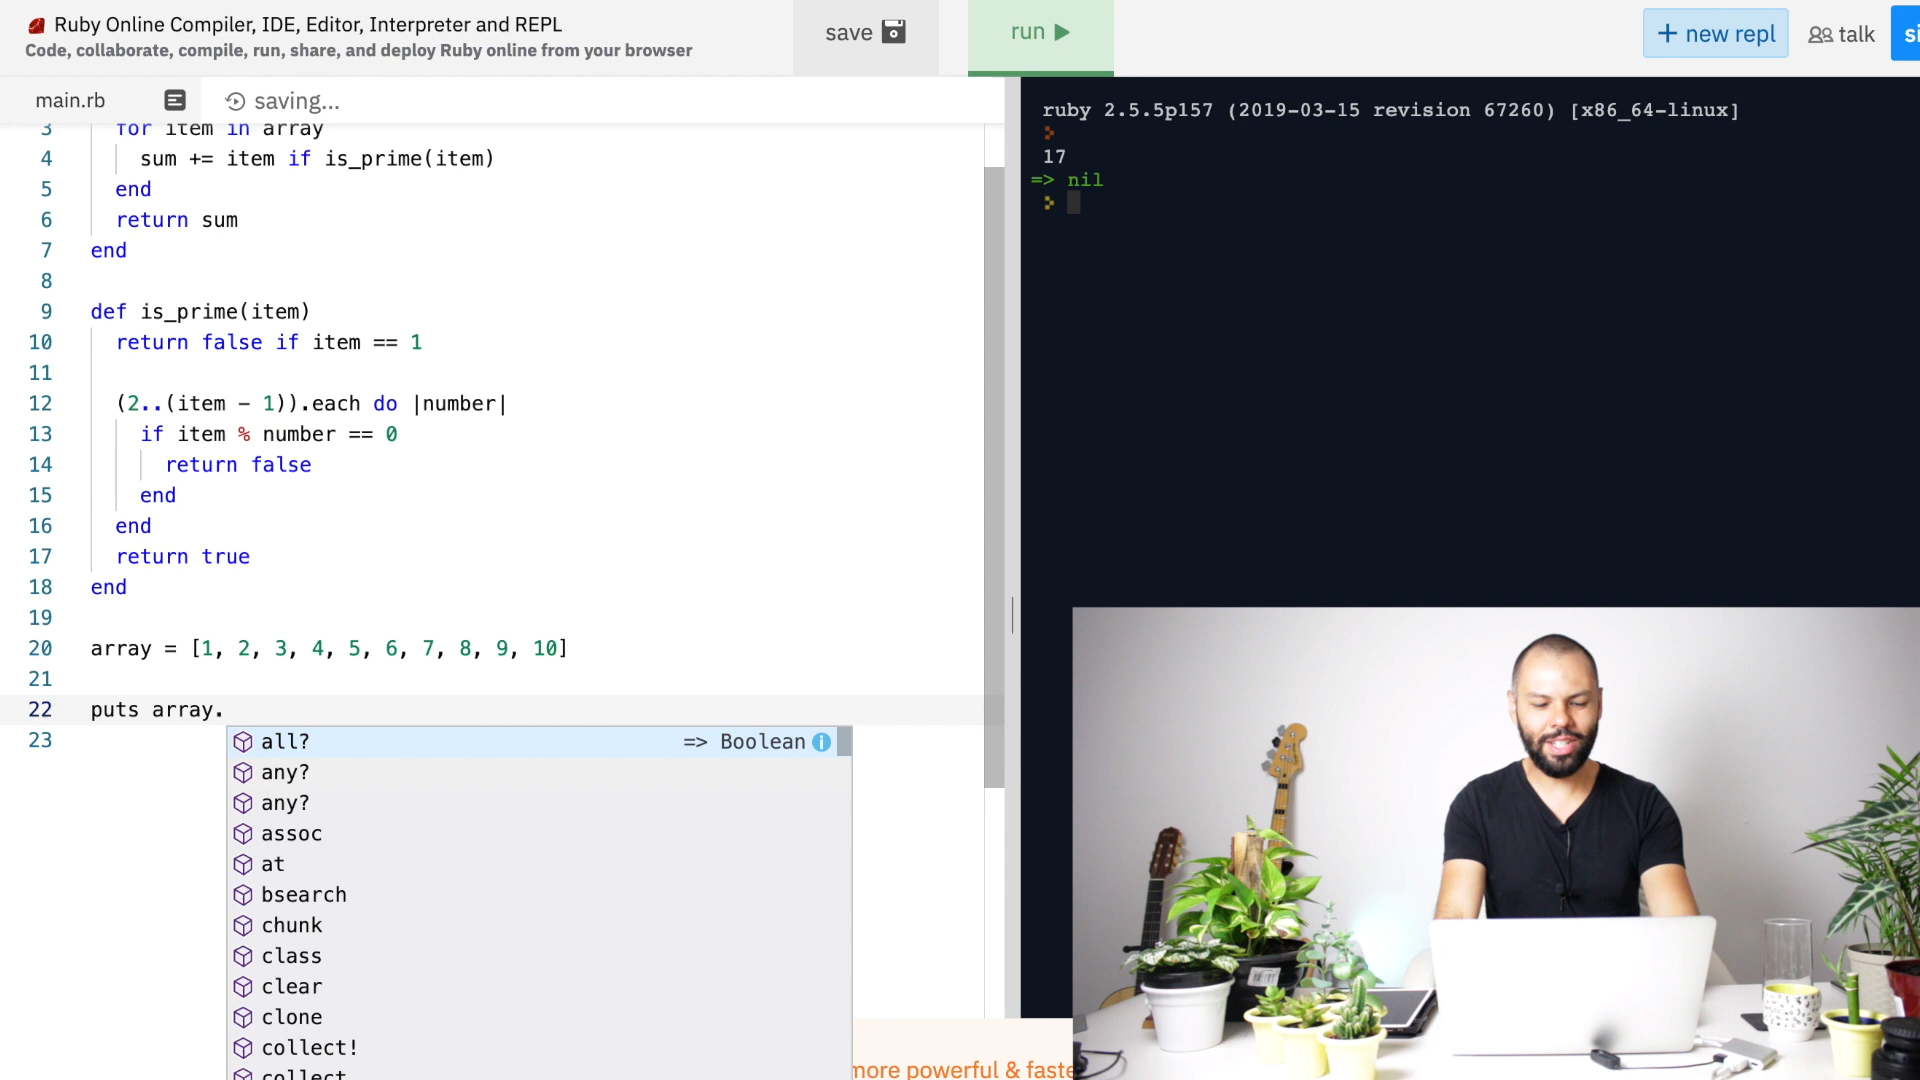 Ruby Online Compiler, IDE, Editor, Interpreter and REPL
Code, collaborate, compile, run, share, and deploy Ruby online from your browser
save
run
+ new repl
talk
si
main.rb
saving...
3 for item in array
4 sum += item if is_prime(item)
5 end
6 return sum
7 end
8
9 def is_prime(item)
10 return false if item == 1
11
12 (2..(item - 1)).each do |number|
13 if item % number == 0
14 return false
15 end
16 end
17 return true
18 end
19
20 array = [1, 2, 3, 4, 5, 6, 7, 8, 9, 10]
21
22 puts array.
23
all? => Boolean
any?
any?
assoc
at
bsearch
chunk
class
clear
clone
collect!
collect
more powerful & faste
ruby 2.5.5p157 (2019-03-15 revision 67260) [x86_64-linux]
17
=> nil